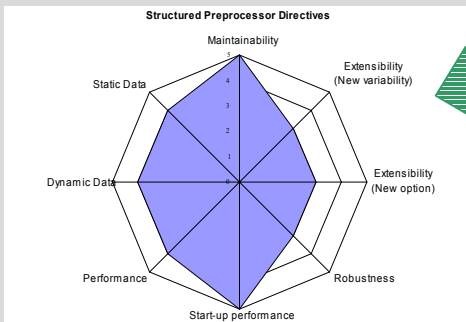 Structured Preprocessor Directives
Maintainability
5
Extensibility
(New variability)
4
Static Data
3
2
1
Dynamic Data
0
Extensibility
(New option)
Performance
Robustness
Start-up performance